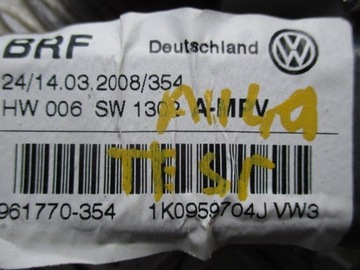 BRF Deutschland
24/14.03.2008/354
HW 006 SW 1302 A-MPV
TEST
961770-354 1K0959704J VW3